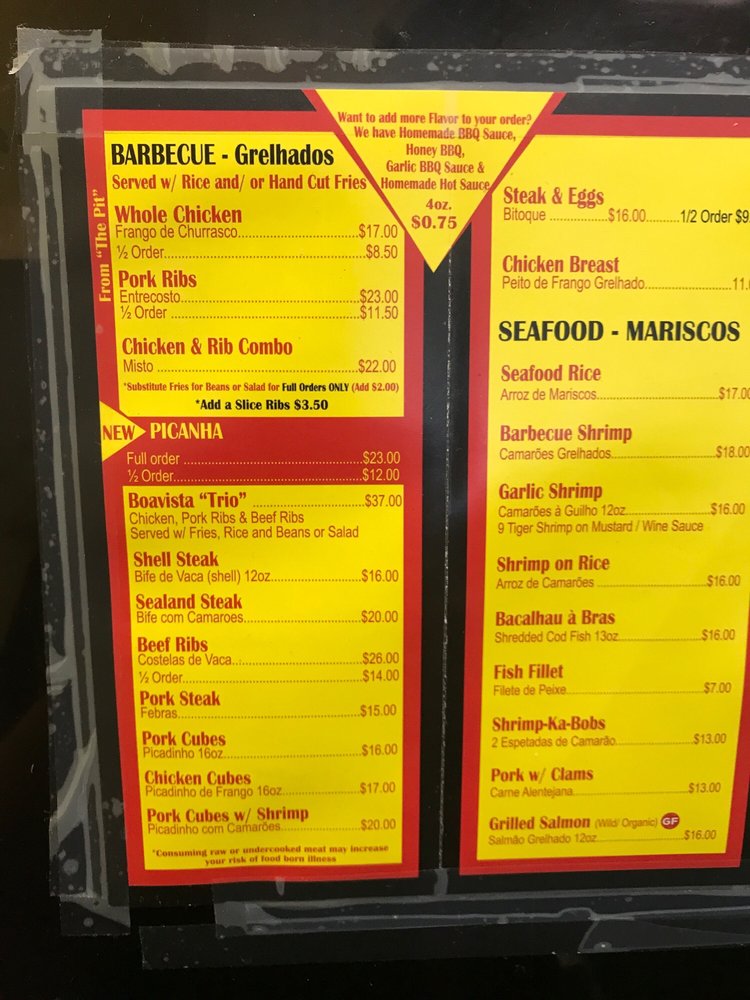 Want to add more Flavor to your order?
We have Homemade BBQ Sauce,
Honey BBQ,
Garlic BBQ Sauce &
Homemade Hot Sauce
4oz.
$0.75
From "The Pit"
BARBECUE - Grelhados
Served w/ Rice and/ or Hand Cut Fries
Whole Chicken
Frango de Churrasco...$17.00
½ Order...$8.50
Pork Ribs
Entrecosto...$23.00
½ Order...$11.50
Chicken & Rib Combo
Misto...$22.00
*Substitute Fries for Beans or Salad for Full Orders ONLY (Add $2.00)
*Add a Slice Ribs $3.50
NEW PICANHA
Full order...$23.00
½ Order...$12.00
Boavista "Trio"...$37.00
Chicken, Pork Ribs & Beef Ribs
Served w/ Fries, Rice and Beans or Salad
Shell Steak
Bife de Vaca (shell) 12oz...$16.00
Sealand Steak
Bife com Camaroes...$20.00
Beef Ribs
Costelas de Vaca...$26.00
½ Order...$14.00
Pork Steak
Febras...$15.00
Pork Cubes
Picadinho 16oz...$16.00
Chicken Cubes
Picadinho de Frango 16oz...$17.00
Pork Cubes w/ Shrimp
Picadinho com Camarões...$20.00
*Consuming raw or undercooked meat may increase
your risk of food born illness
Steak & Eggs
Bitoque...$16.00...1/2 Order $9.
Chicken Breast
Peito de Frango Grelhado...11.
SEAFOOD - MARISCOS
Seafood Rice
Arroz de Mariscos...$17.00
Barbecue Shrimp
Camarões Grelhados...$18.00
Garlic Shrimp
Camarões à Guilho 12oz...$16.00
9 Tiger Shrimp on Mustard / Wine Sauce
Shrimp on Rice
Arroz de Camarões...$16.00
Bacalhau à Bras
Shredded Cod Fish 13oz...$16.00
Fish Fillet
Filete de Peixe...$7.00
Shrimp-Ka-Bobs
2 Espetadas de Camarão...$13.00
Pork w/ Clams
Carne Alentejana...$13.00
Grilled Salmon (Wild/ Organic) GF
Salmão Grelhado 12oz...$16.00